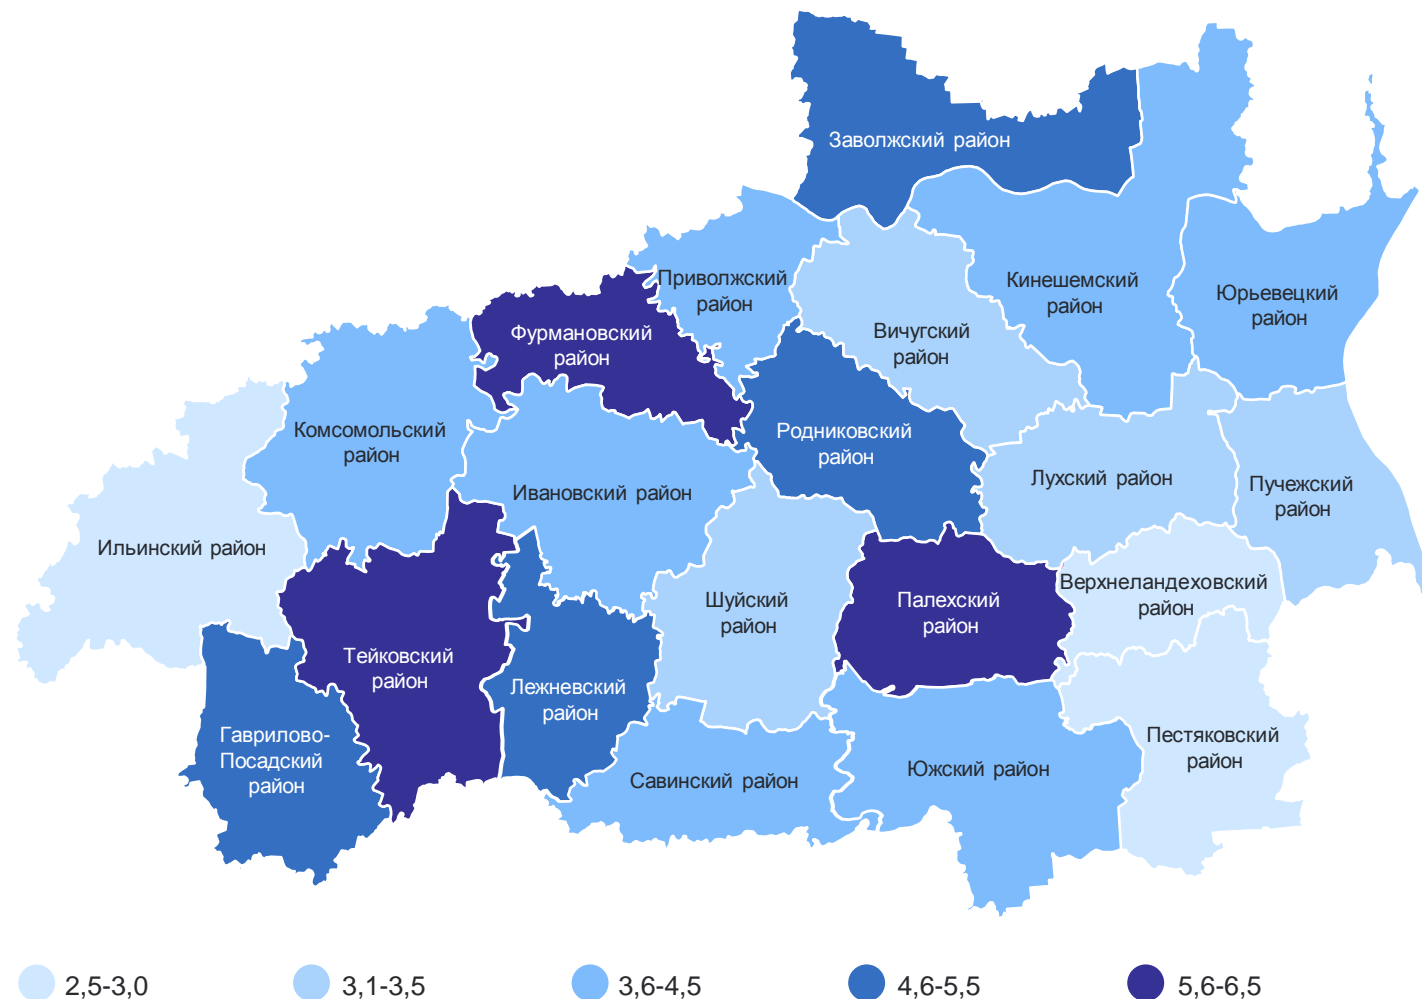 Заволжский район
Приволжский
район
Кинешемский
район
Юрьевецкий
район
Фурмановский
район
Вичугский
район
Комсомольский
район
Родниковский
район
Ивановский район
Лухский район
Пучежский
район
Ильинский район
Верхнеландеховский
район
Шуйский
район
Палехский
район
Тейковский
район
Лежневский
район
Гаврилово-
Посадский
район
Пестяковский
район
Савинский район
Южский район
2,5-3,0
3,1-3,5
3,6-4,5
4,6-5,5
5,6-6,5